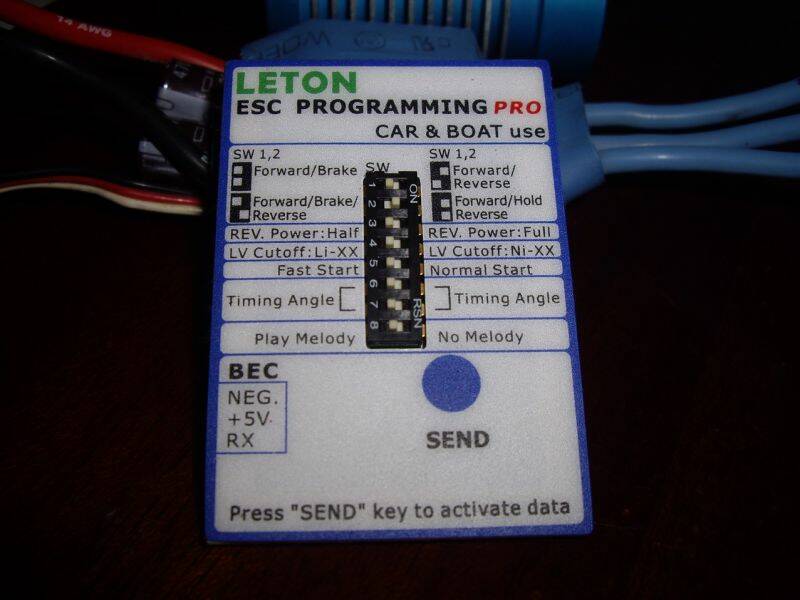 14 AWG
LETON
ESC PROGRAMMING PRO
CAR & BOAT use
SW 1,2
Forward/Brake
Forward/Brake/
Reverse
SW
ON
1
2
3
4
5
6
7
8
RSN
SW 1,2
Forward/
Reverse
Forward/Hold
Reverse
REV. Power:Half
REV. Power:Full
LV Cutoff:Li-XX
LV Cutoff:Ni-XX
Fast Start
Normal Start
Timing Angle
Timing Angle
Play Melody
No Melody
BEC
NEG.
+5V
RX
SEND
Press "SEND" key to activate data